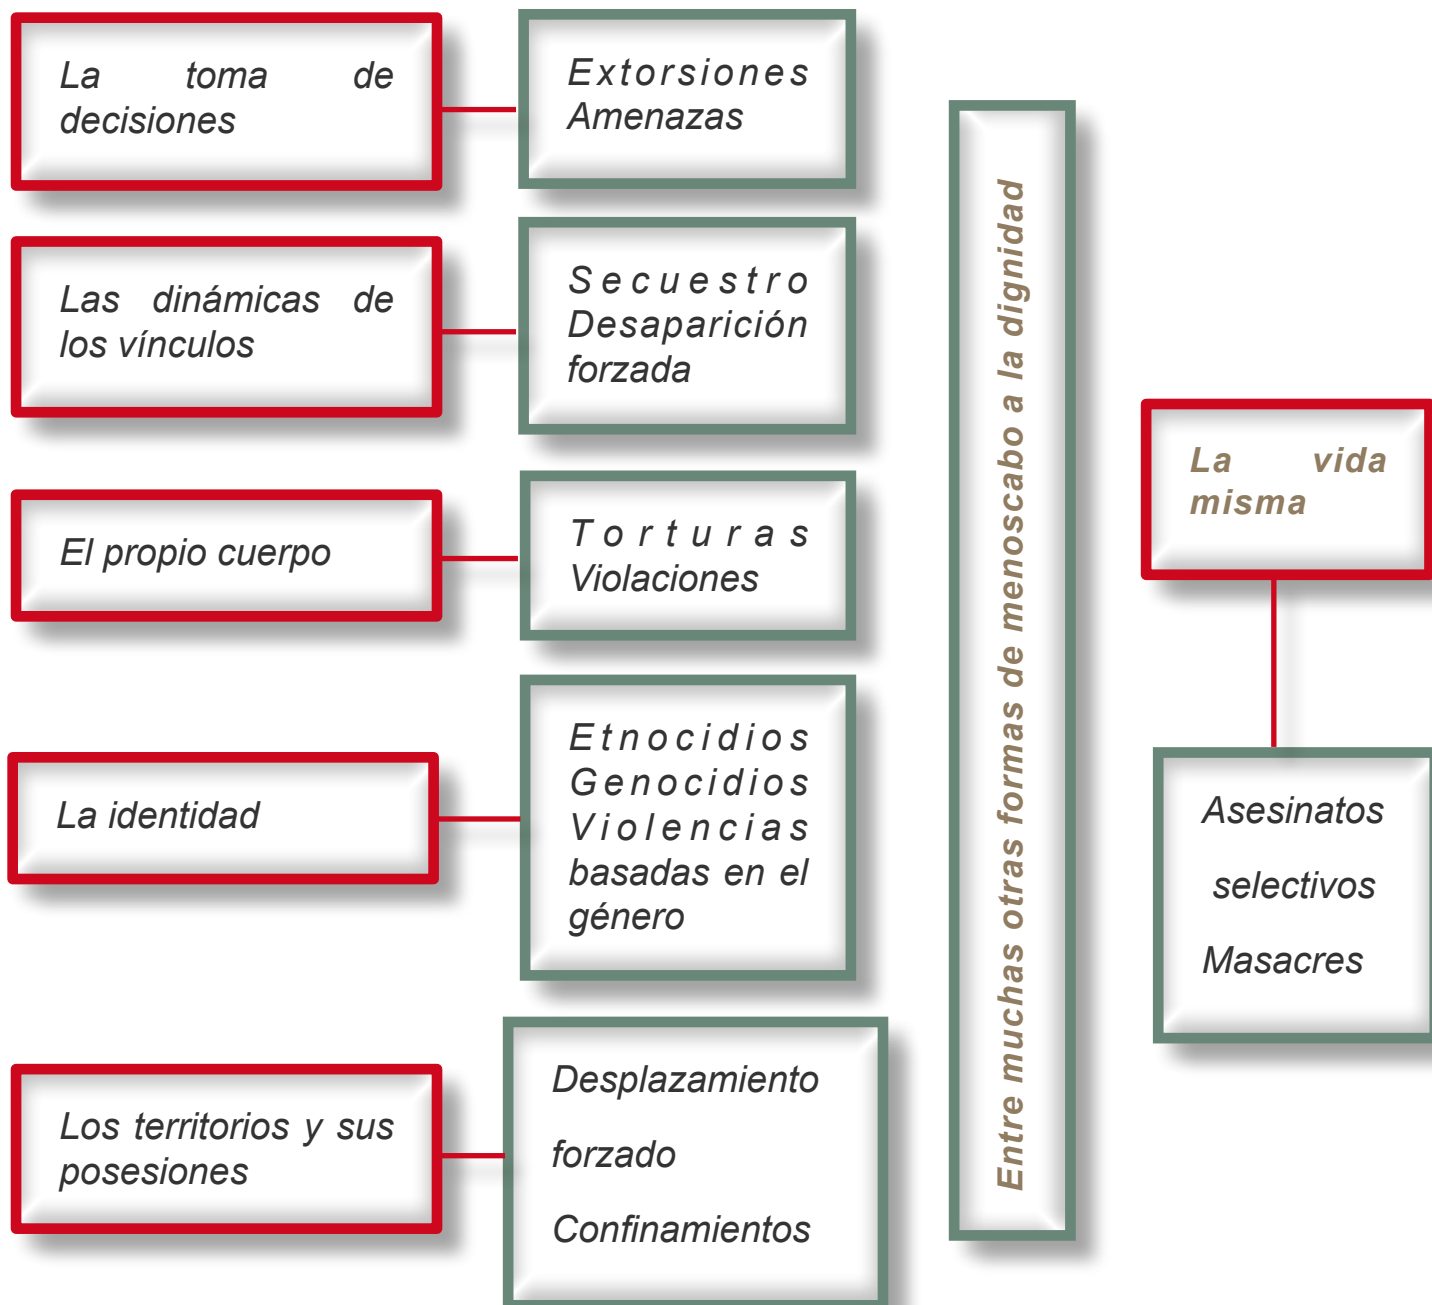 La toma de
decisiones
Extorsiones
Amenazas
Las dinámicas de
los vínculos
Secuestro
Desaparición
forzada
El propio cuerpo
Torturas
Violaciones
La identidad
Etnocidios
Genocidios
Violencias
basadas en el
género
Los territorios y sus
posesiones
Desplazamiento
forzado
Confinamientos
Entre muchas otras formas de menoscabo a la dignidad
La vida
misma
Asesinatos
selectivos
Masacres